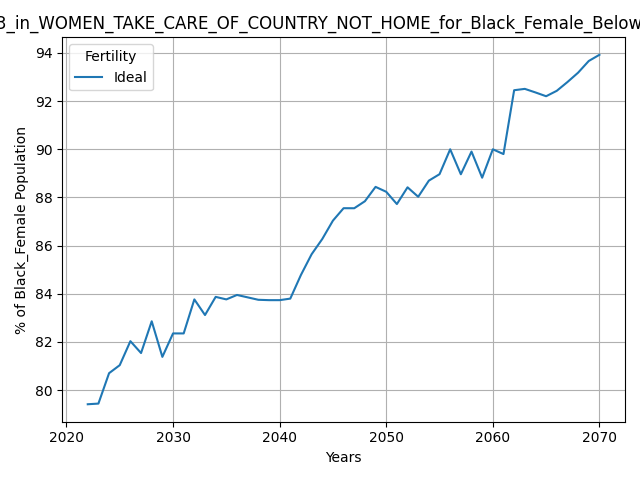 3_in_WOMEN_TAKE_CARE_OF_COUNTRY_NOT_HOME_for_Black_Female_Below
Fertility
Ideal
% of Black_Female Population
94
92
90
88
86
84
82
80
2020 2030 2040 2050 2060 2070
Years